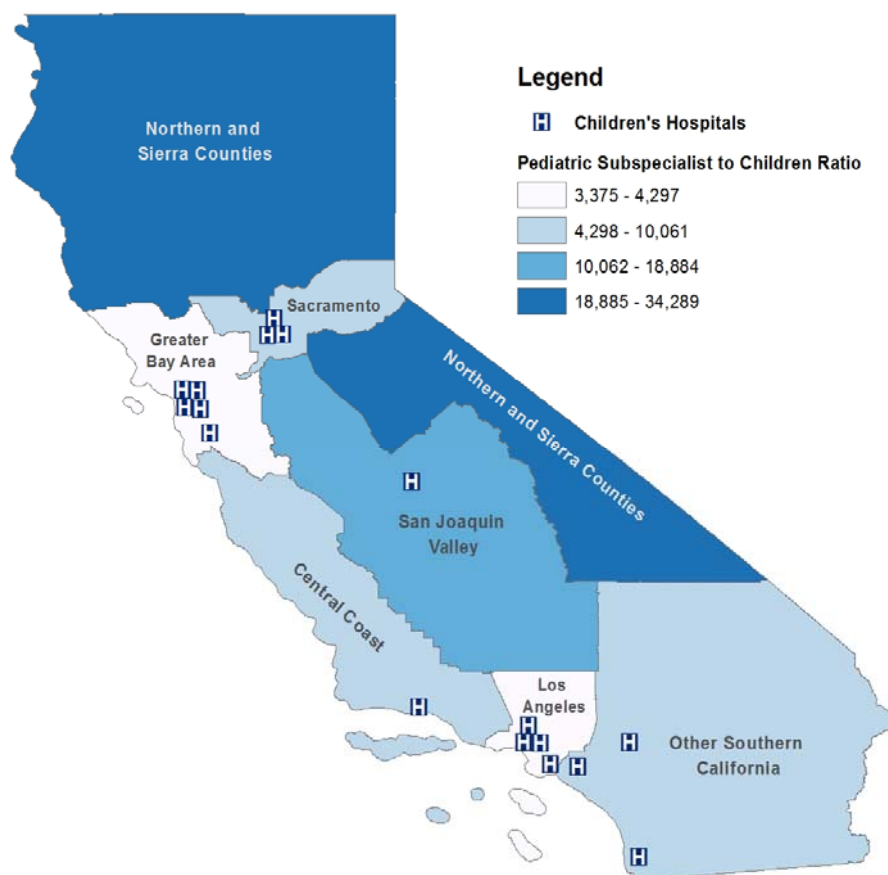 Legend
H Children's Hospitals
Pediatric Subspecialist to Children Ratio
3,375 - 4,297
4,298 - 10,061
10,062 - 18,884
18,885 - 34,289
Northern and
Sierra Counties
Sacramento
H
H H
Greater
Bay Area
H H
H H
H
Northern and Sierra Counties
H
San Joaquin
Valley
Central Coast
H
Los
Angeles
H
H H
H
H
H
Other Southern
California
H